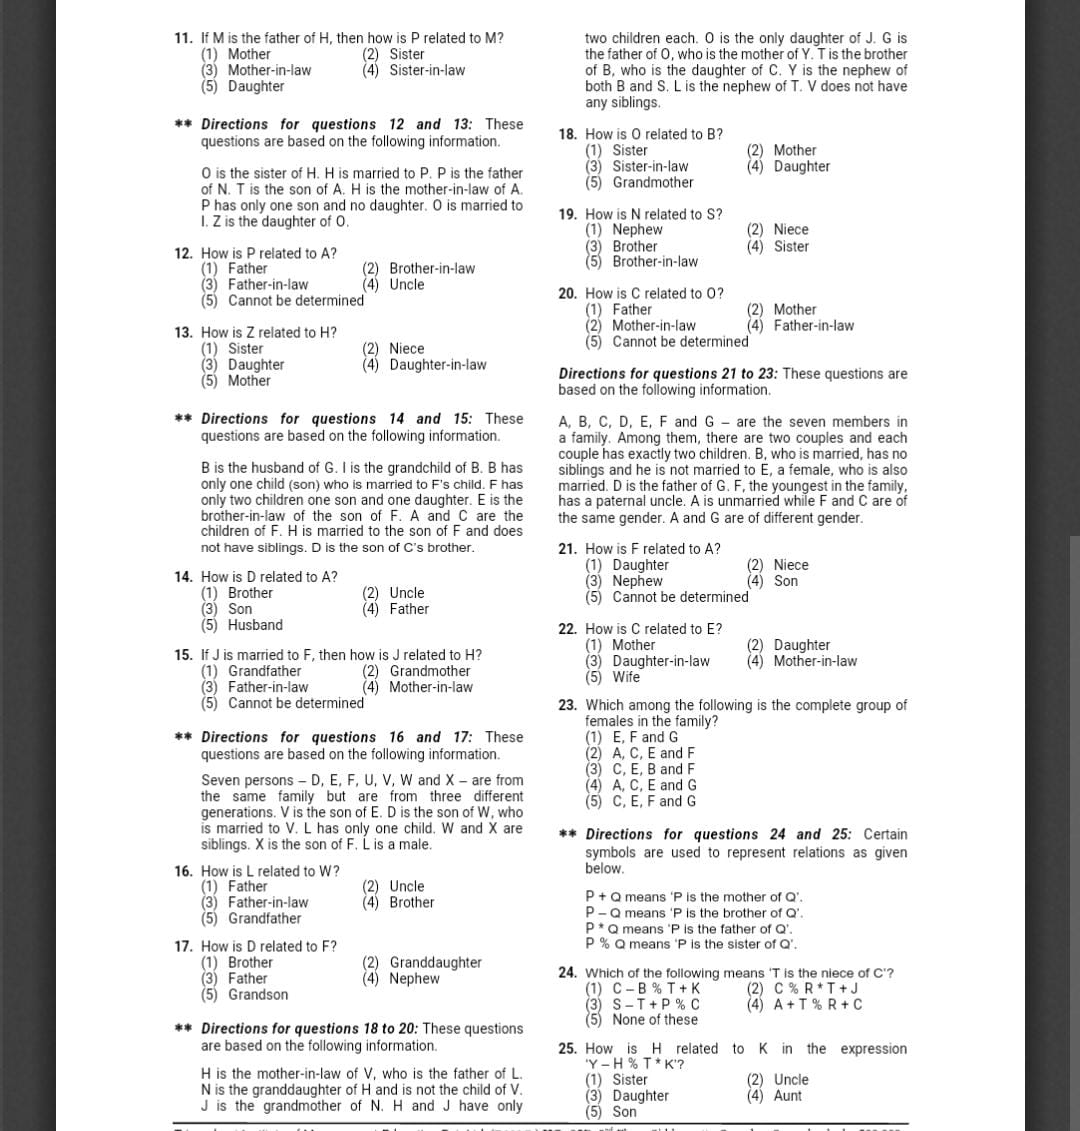 11. If M is the father of H, then how is P related to M?
(1) Mother (2) Sister
(3) Mother-in-law (4) Sister-in-law
(5) Daughter
** Directions for questions 12 and 13: These
questions are based on the following information.
O is the sister of H. H is married to P. P is the father
of N. T is the son of A. H is the mother-in-law of A.
P has only one son and no daughter. O is married to
I. Z is the daughter of O.
12. How is P related to A?
(1) Father (2) Brother-in-law
(3) Father-in-law (4) Uncle
(5) Cannot be determined
13. How is Z related to H?
(1) Sister (2) Niece
(3) Daughter (4) Daughter-in-law
(5) Mother
** Directions for questions 14 and 15: These
questions are based on the following information.
B is the husband of G. I is the grandchild of B. B has
only one child (son) who is married to F's child. F has
only two children one son and one daughter. E is the
brother-in-law of the son of F. A and C are the
children of F. H is married to the son of F and does
not have siblings. D is the son of C's brother.
14. How is D related to A?
(1) Brother (2) Uncle
(3) Son (4) Father
(5) Husband
15. If J is married to F, then how is J related to H?
(1) Grandfather (2) Grandmother
(3) Father-in-law (4) Mother-in-law
(5) Cannot be determined
** Directions for questions 16 and 17: These
questions are based on the following information.
Seven persons – D, E, F, U, V, W and X – are from
the same family but are from three different
generations. V is the son of E. D is the son of W, who
is married to V. L has only one child. W and X are
siblings. X is the son of F. L is a male.
16. How is L related to W?
(1) Father (2) Uncle
(3) Father-in-law (4) Brother
(5) Grandfather
17. How is D related to F?
(1) Brother (2) Granddaughter
(3) Father (4) Nephew
(5) Grandson
** Directions for questions 18 to 20: These questions
are based on the following information.
H is the mother-in-law of V, who is the father of L.
N is the granddaughter of H and is not the child of V.
J is the grandmother of N. H and J have only
two children each. O is the only daughter of J. G is
the father of O, who is the mother of Y. T is the brother
of B, who is the daughter of C. Y is the nephew of
both B and S. L is the nephew of T. V does not have
any siblings.
18. How is O related to B?
(1) Sister (2) Mother
(3) Sister-in-law (4) Daughter
(5) Grandmother
19. How is N related to S?
(1) Nephew (2) Niece
(3) Brother (4) Sister
(5) Brother-in-law
20. How is C related to O?
(1) Father (2) Mother
(2) Mother-in-law (4) Father-in-law
(5) Cannot be determined
Directions for questions 21 to 23: These questions are
based on the following information.
A, B, C, D, E, F and G – are the seven members in
a family. Among them, there are two couples and each
couple has exactly two children. B, who is married, has no
siblings and he is not married to E, a female, who is also
married. D is the father of G. F, the youngest in the family,
has a paternal uncle. A is unmarried while F and C are of
the same gender. A and G are of different gender.
21. How is F related to A?
(1) Daughter (2) Niece
(3) Nephew (4) Son
(5) Cannot be determined
22. How is C related to E?
(1) Mother (2) Daughter
(3) Daughter-in-law (4) Mother-in-law
(5) Wife
23. Which among the following is the complete group of
females in the family?
(1) E, F and G
(2) A, C, E and F
(3) C, E, B and F
(4) A, C, E and G
(5) C, E, F and G
** Directions for questions 24 and 25: Certain
symbols are used to represent relations as given
below.
P + Q means 'P is the mother of Q'.
P – Q means 'P is the brother of Q'.
P * Q means 'P is the father of Q'.
P % Q means 'P is the sister of Q'.
24. Which of the following means 'T is the niece of C'?
(1) C – B % T + K (2) C % R * T + J
(3) S – T + P % C (4) A + T % R + C
(5) None of these
25. How is H related to K in the expression
'Y – H % T * K'?
(1) Sister (2) Uncle
(3) Daughter (4) Aunt
(5) Son